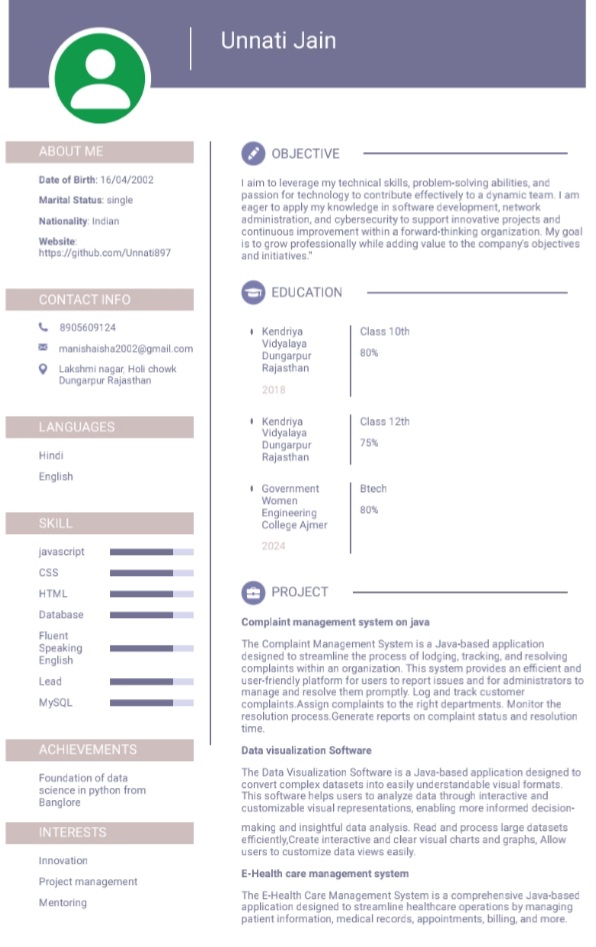 Unnati Jain
ABOUT ME
Date of Birth: 16/04/2002
Marital Status: single
Nationality: Indian
Website:
https://github.com/Unnati897
CONTACT INFO
8905609124
manishaisha2002@gmail.com
Lakshmi nagar, Holi chowk
Dungarpur Rajasthan
LANGUAGES
Hindi
English
SKILL
javascript
CSS
HTML
Database
Fluent
Speaking
English
Lead
MySQL
ACHIEVEMENTS
Foundation of data
science in python from
Banglore
INTERESTS
Innovation
Project management
Mentoring
OBJECTIVE
I aim to leverage my technical skills, problem-solving abilities, and
passion for technology to contribute effectively to a dynamic team. I am
eager to apply my knowledge in software development, network
administration, and cybersecurity to support innovative projects and
continuous improvement within a forward-thinking organization. My goal
is to grow professionally while adding value to the company's objectives
and initiatives."
EDUCATION
Kendriya
Vidyalaya
Dungarpur
Rajasthan
2018
Class 10th
80%
Kendriya
Vidyalaya
Dungarpur
Rajasthan
Class 12th
75%
Government
Women
Engineering
College Ajmer
2024
Btech
80%
PROJECT
Complaint management system on java
The Complaint Management System is a Java-based application
designed to streamline the process of lodging, tracking, and resolving
complaints within an organization. This system provides an efficient and
user-friendly platform for users to report issues and for administrators to
manage and resolve them promptly. Log and track customer
complaints.Assign complaints to the right departments. Monitor the
resolution process.Generate reports on complaint status and resolution
time.
Data visualization Software
The Data Visualization Software is a Java-based application designed to
convert complex datasets into easily understandable visual formats.
This software helps users to analyze data through interactive and
customizable visual representations, enabling more informed decision-
making and insightful data analysis. Read and process large datasets
efficiently,Create interactive and clear visual charts and graphs, Allow
users to customize data views easily.
E-Health care management system
The E-Health Care Management System is a comprehensive Java-based
application designed to streamline healthcare operations by managing
patient information, medical records, appointments, billing, and more.